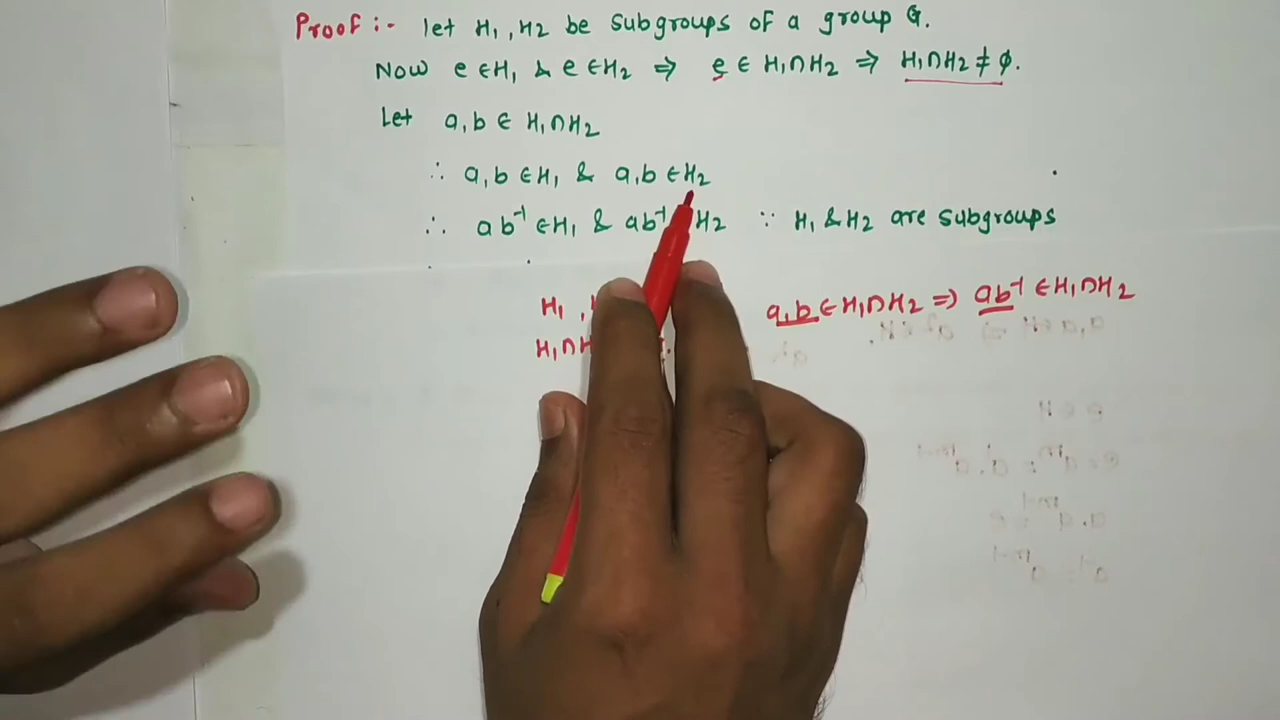 Proof :- let H₁, H₂ be subgroups of a group G.
Now e ∈ H₁ & e ∈ H₂ ⇒ e ∈ H₁∩H₂ ⇒ H₁∩H₂ ≠ φ.
Let a, b ∈ H₁∩H₂
∴ a, b ∈ H₁ & a, b ∈ H₂
∴ ab⁻¹ ∈ H₁ & ab⁻¹ H₂ ∵ H₁ & H₂ are subgroups
H₁, a, b ∈ H₁∩H₂ ⇒ ab⁻¹ ∈ H₁∩H₂